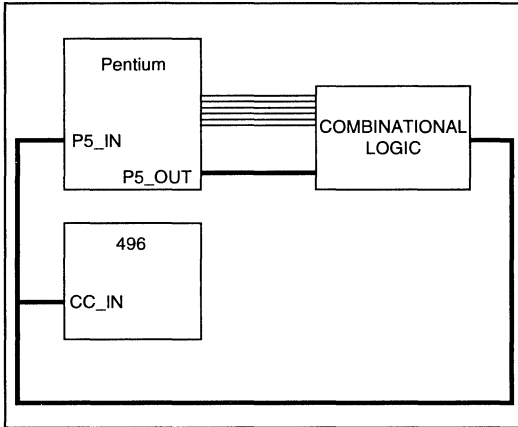 Pentium
P5_IN
P5_OUT
COMBINATIONAL
LOGIC
496
CC_IN